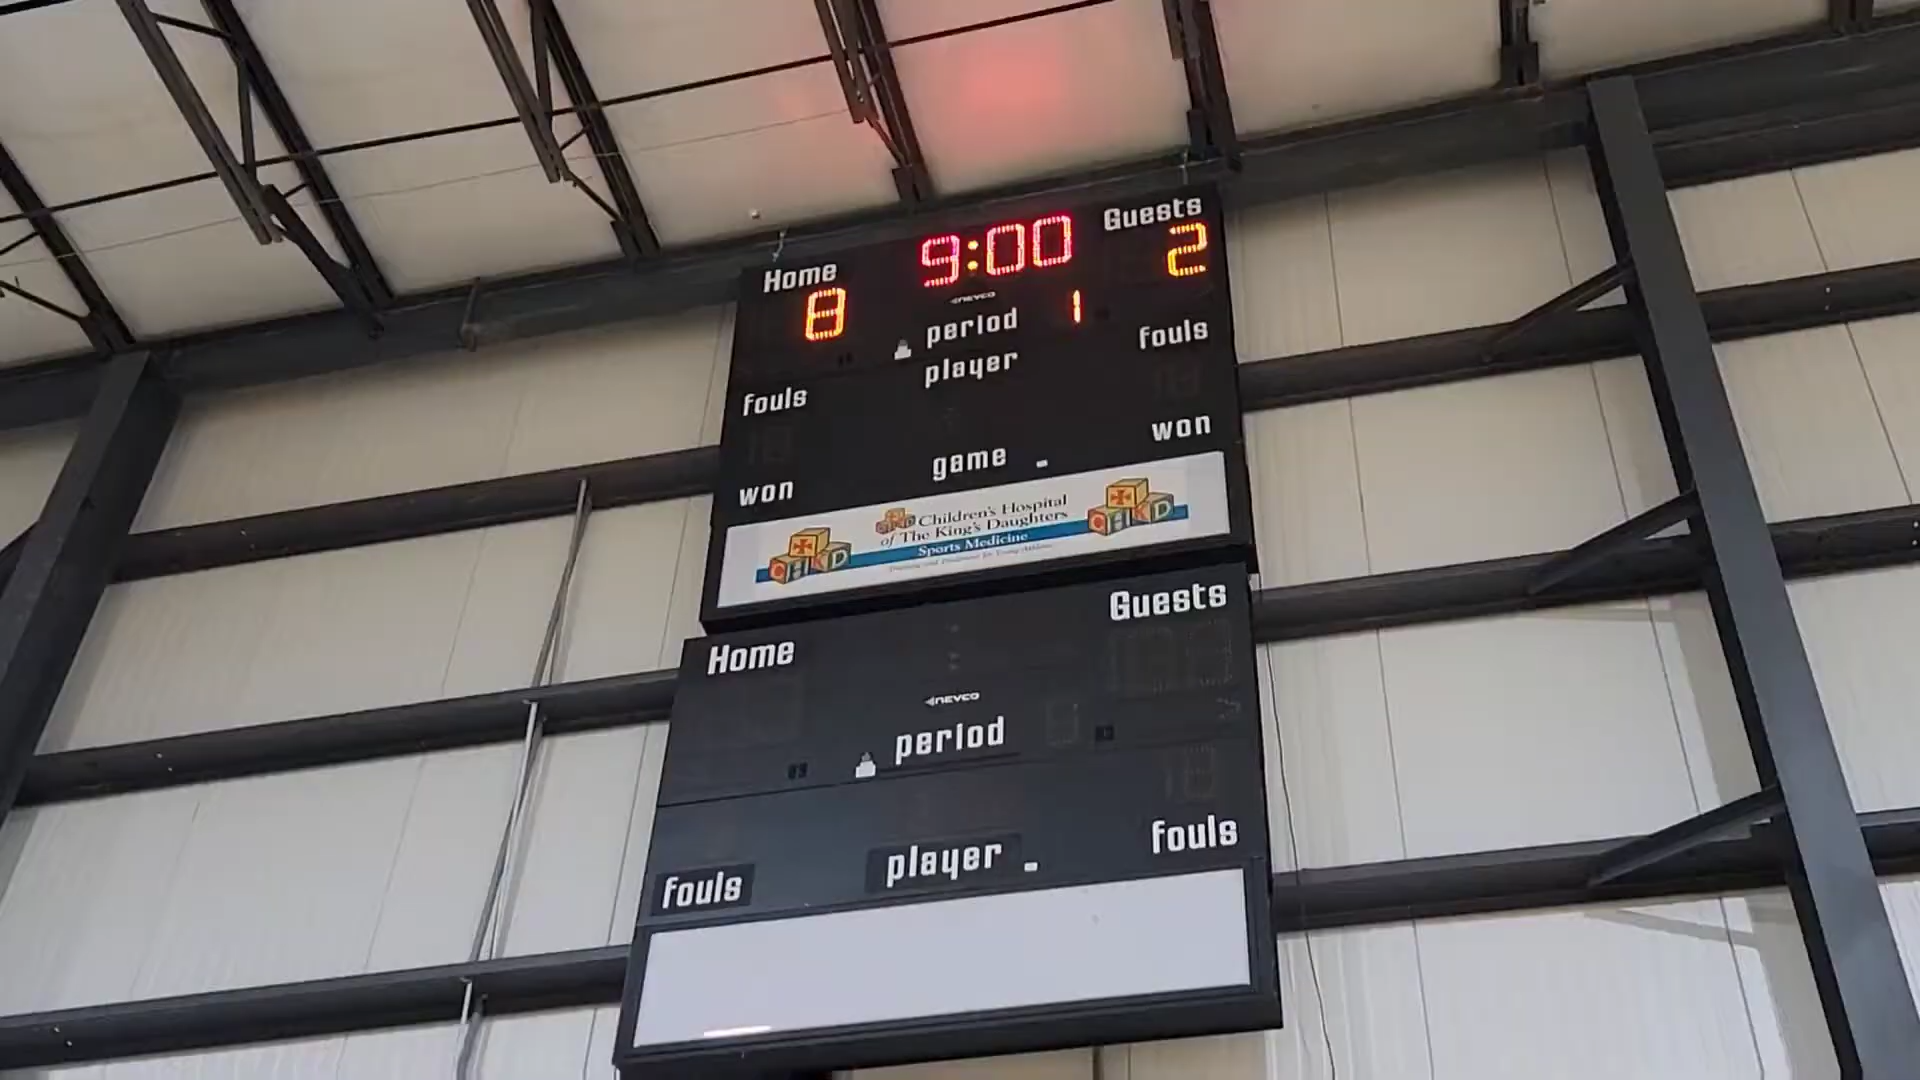 Guests
9:00
Home
2
8
NEVCO
period 1
fouls
player
fouls
won
game
won
CHKD
Children's Hospital
of The King's Daughters
Sports Medicine
CHKD
CHKD
Guests
Home
NEVCO
period
fouls
player
fouls